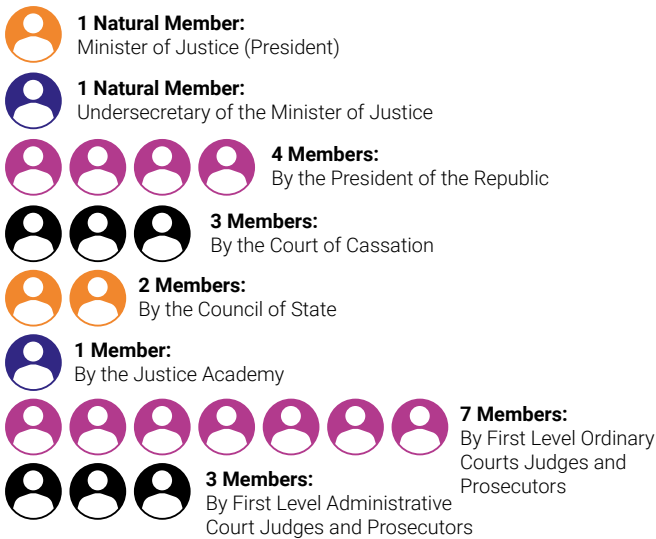 1 Natural Member:
Minister of Justice (President)
1 Natural Member:
Undersecretary of the Minister of Justice
4 Members:
By the President of the Republic
3 Members:
By the Court of Cassation
2 Members:
By the Council of State
1 Member:
By the Justice Academy
7 Members:
By First Level Ordinary
Courts Judges and
Prosecutors
3 Members:
By First Level Administrative
Court Judges and Prosecutors